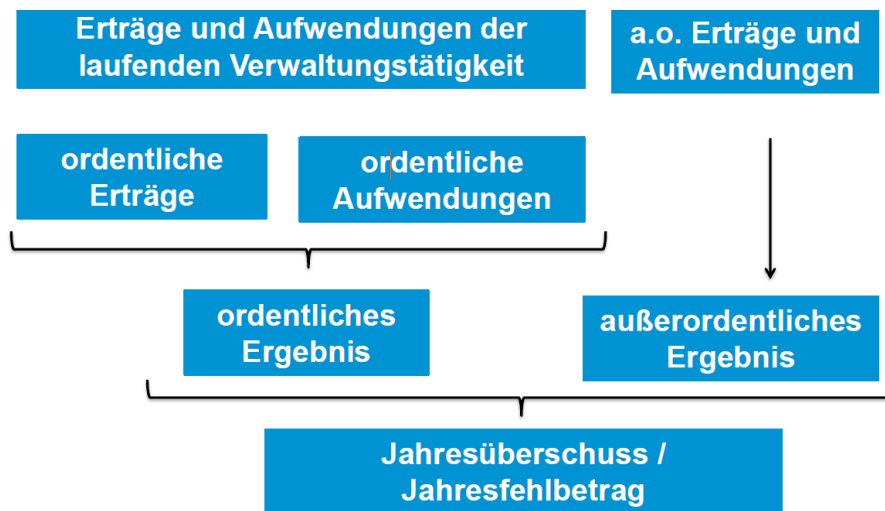 Erträge und Aufwendungen der
laufenden Verwaltungstätigkeit
a.o. Erträge und
Aufwendungen
ordentliche
Erträge
ordentliche
Aufwendungen
ordentliches
Ergebnis
außerordentliches
Ergebnis
Jahresüberschuss /
Jahresfehlbetrag